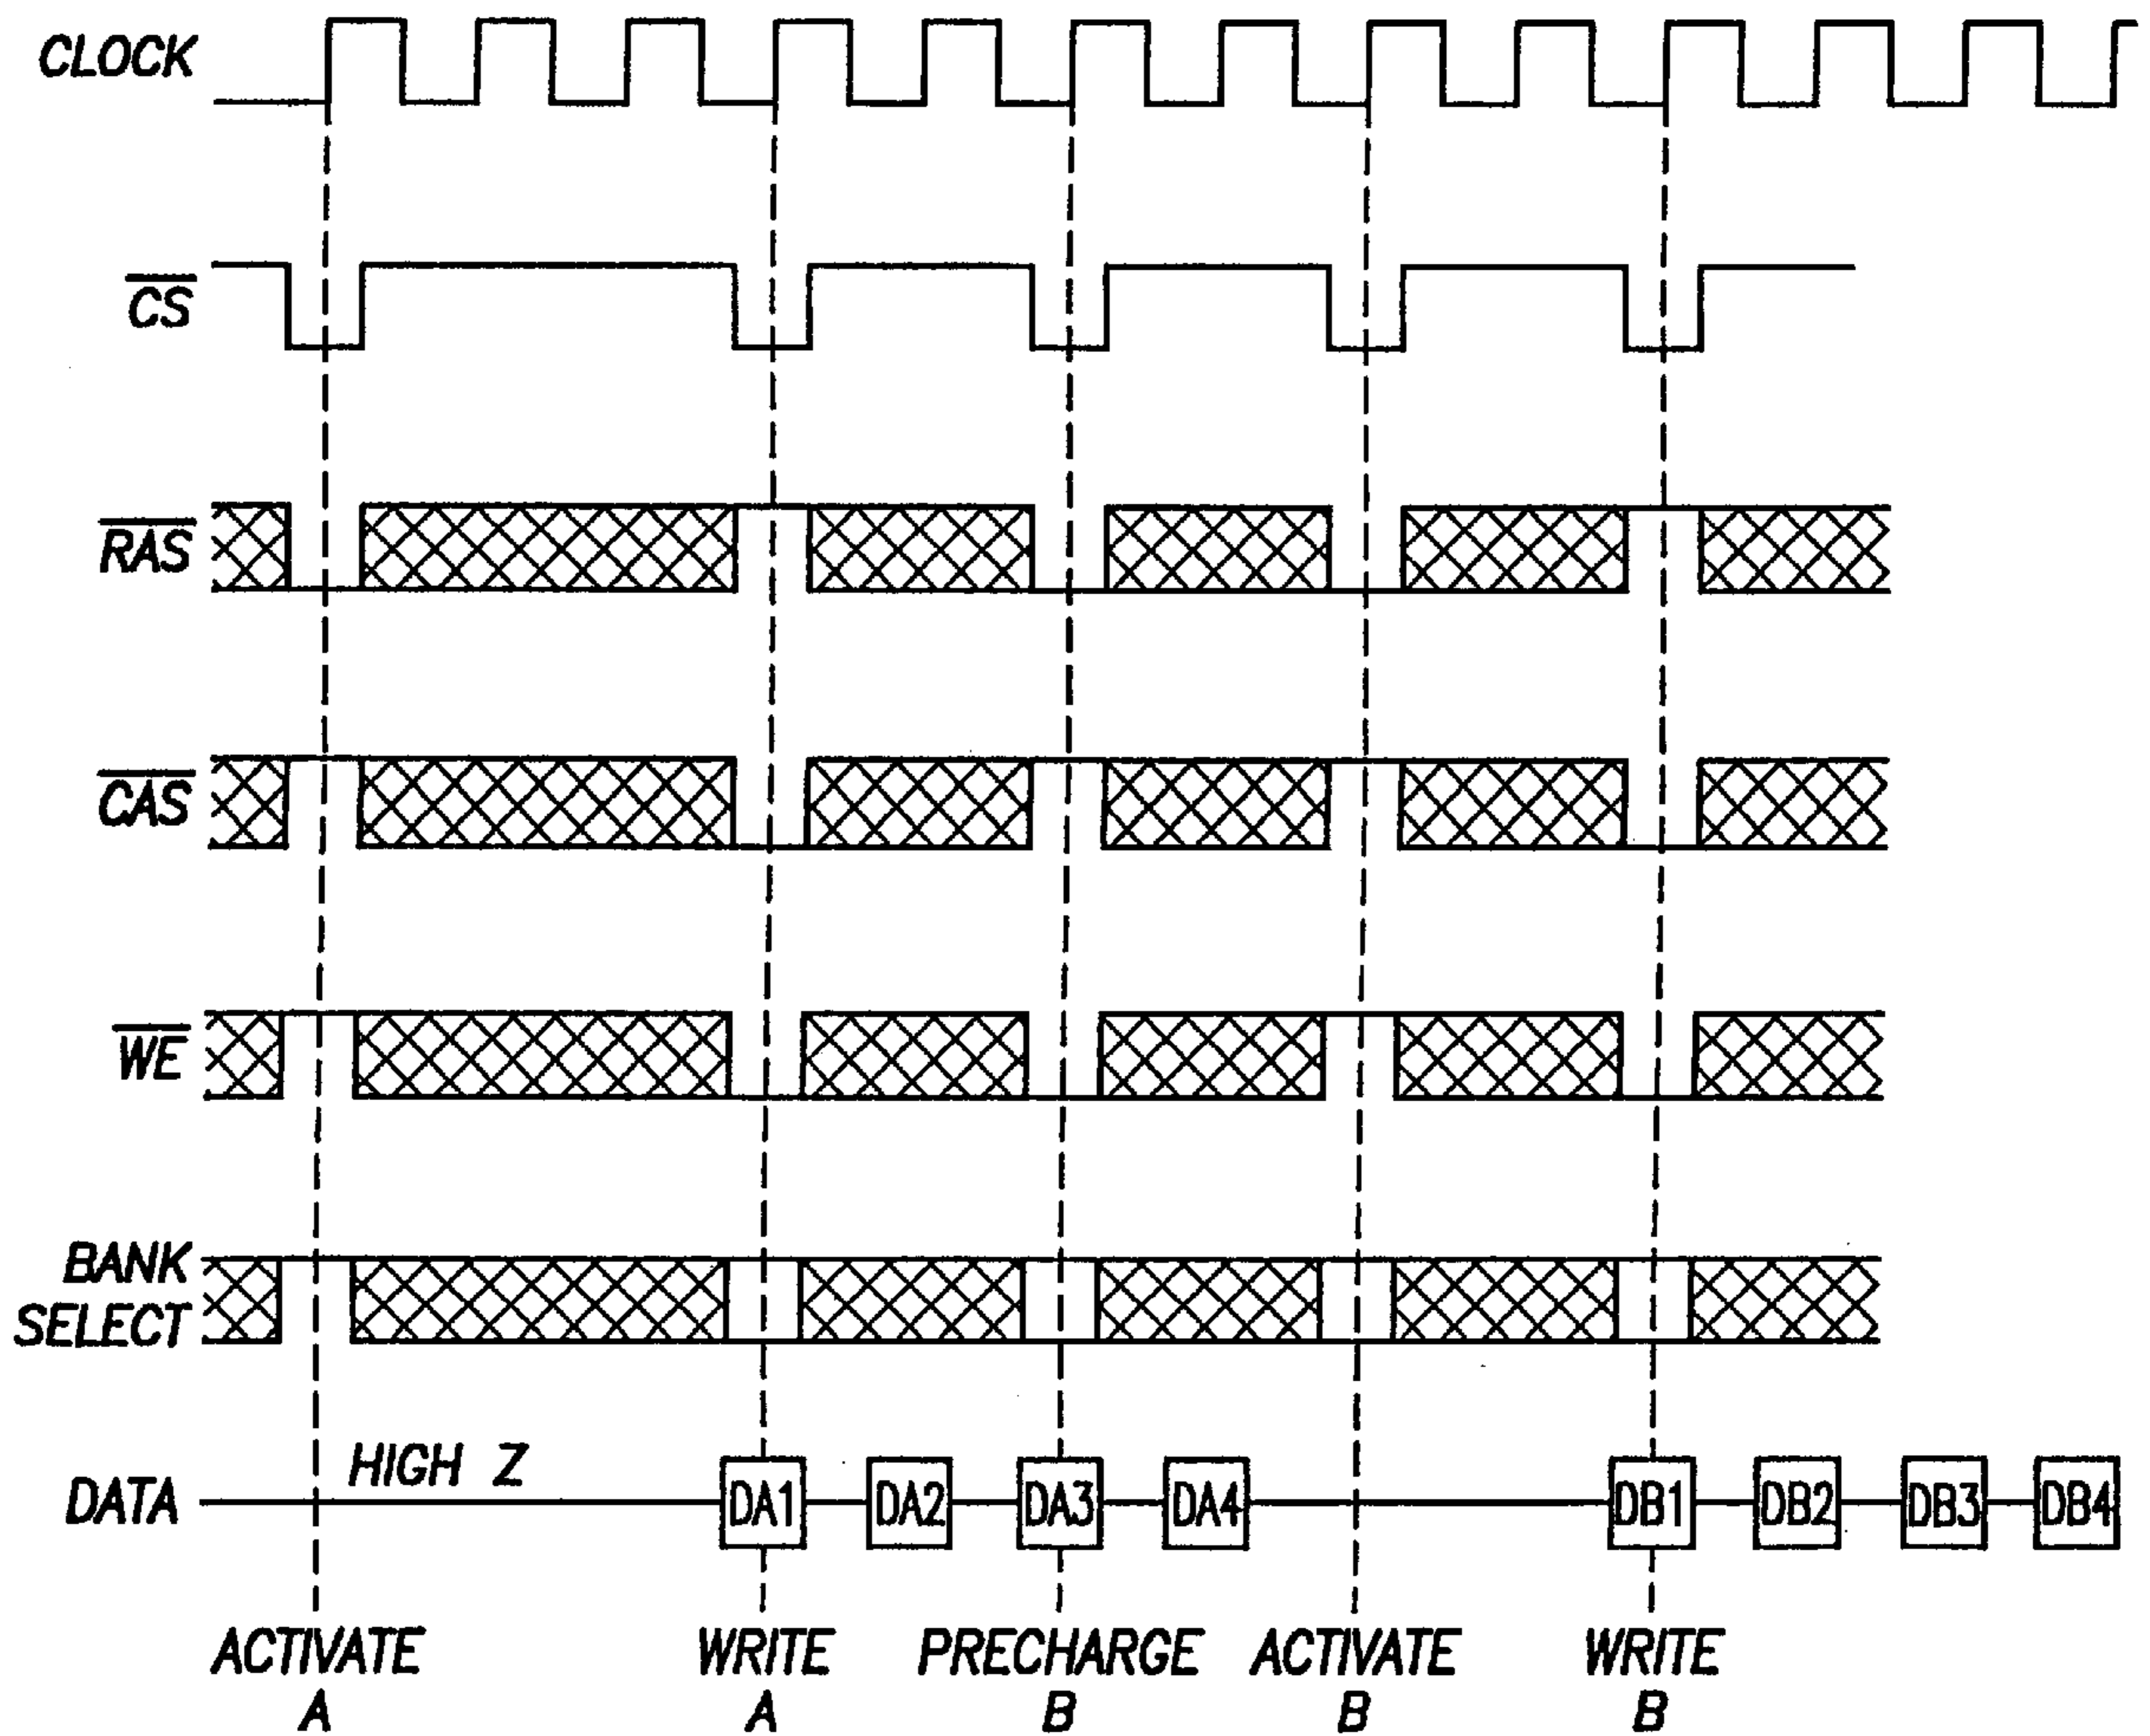 CLOCK
CS
RAS
CAS
WE
BANK
SELECT
HIGH Z
DATA
DA1 DA2 DA3 DA4 DB1 DB2 DB3 DB4
ACTIVATE WRITE PRECHARGE ACTIVATE WRITE
A A B B B